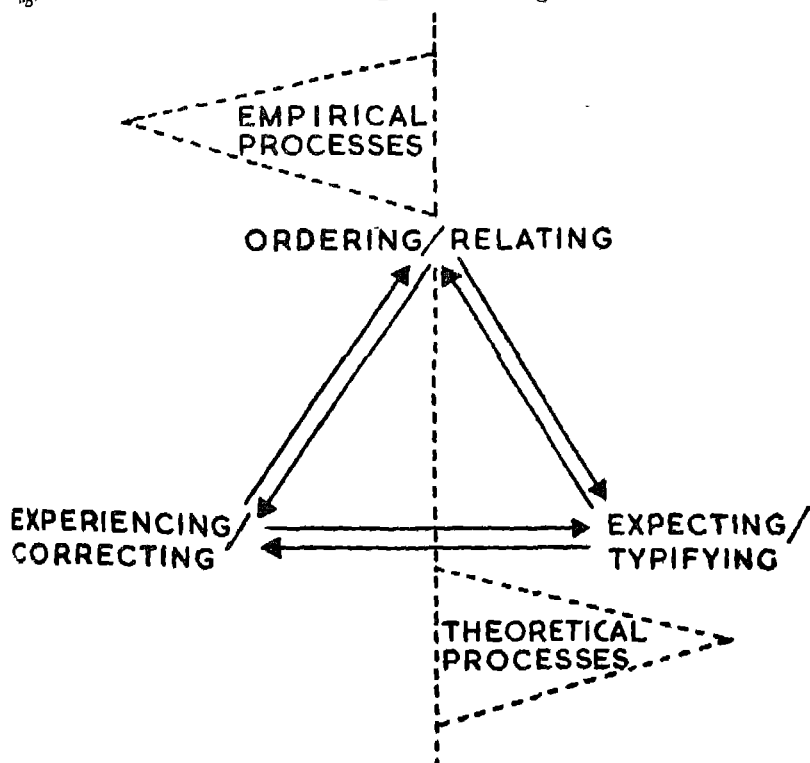 EMPIRICAL
PROCESSES
ORDERING/RELATING
EXPERIENCING/
CORRECTING
EXPECTING/
TYPIFYING
THEORETICAL
PROCESSES